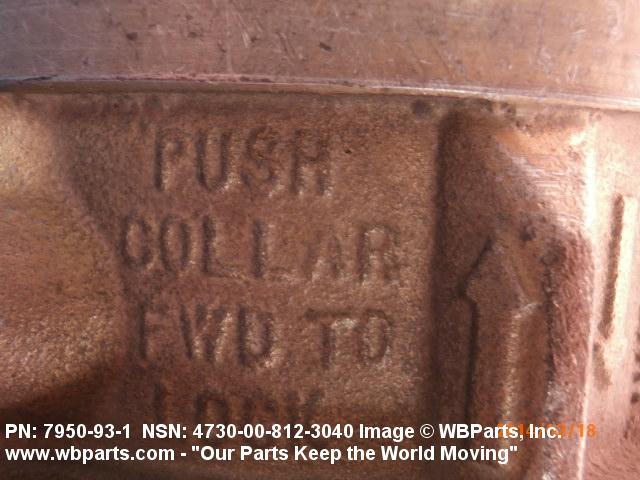 "PUSH
COLLAR
FWD TO
LOCK
PN: 7950-93-1 NSN: 4730-00-812-3040 Image © WBParts, Inc.
www.wbparts.com - "Our Parts Keep the World Moving"